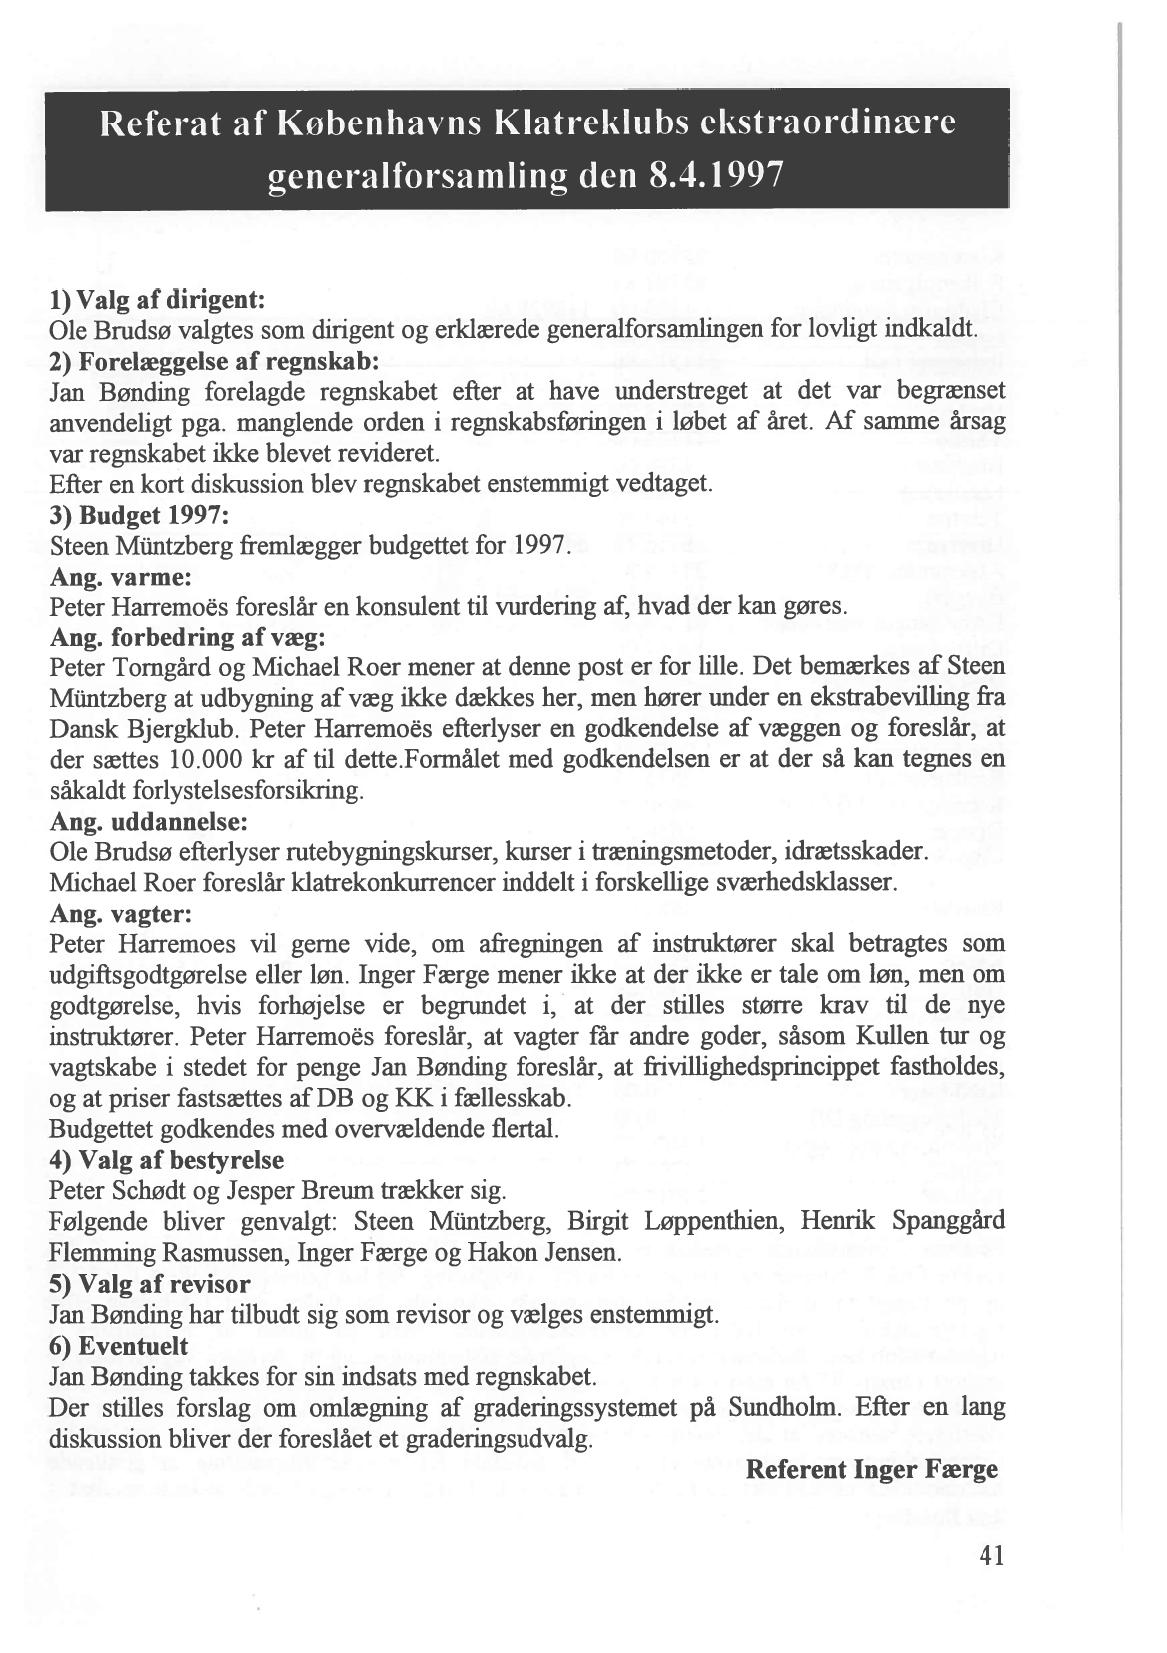 Referat af Københavns Klatreklubs ekstraordinære
generalforsamling den 8.4.1997
1) Valg af dirigent:
Ole Brudsø valgtes som dirigent og erklærede generalforsamlingen for lovligt indkaldt.
2) Forelæggelse af regnskab:
Jan Bønding forelagde regnskabet efter at have understreget at det var begrænset
anvendeligt pga. manglende orden i regnskabsføringen i løbet af året. Af samme årsag
var regnskabet ikke blevet revideret.
Efter en kort diskussion blev regnskabet enstemmigt vedtaget.
3) Budget 1997:
Steen Müntzberg fremlægger budgettet for 1997.
Ang. varme:
Peter Harremoës foreslår en konsulent til vurdering af, hvad der kan gøres.
Ang. forbedring af væg:
Peter Torngård og Michael Roer mener at denne post er for lille. Det bemærkes af Steen
Müntzberg at udbygning af væg ikke dækkes her, men hører under en ekstrabevilling fra
Dansk Bjergklub. Peter Harremoës efterlyser en godkendelse af væggen og foreslår, at
der sættes 10.000 kr af til dette.Formålet med godkendelsen er at der så kan tegnes en
såkaldt forlystelsesforsikring.
Ang. uddannelse:
Ole Brudsø efterlyser rutebygningskurser, kurser i træningsmetoder, idrætsskader.
Michael Roer foreslår klatrekonkurrencer inddelt i forskellige sværhedsklasser.
Ang. vagter:
Peter Harremoes vil gerne vide, om afregningen af instruktører skal betragtes som
udgiftsgodtgørelse eller løn. Inger Færge mener ikke at der ikke er tale om løn, men om
godtgørelse, hvis forhøjelse er begrundet i, at der stilles større krav til de nye
instruktører. Peter Harremoës foreslår, at vagter får andre goder, såsom Kullen tur og
vagtskabe i stedet for penge Jan Bønding foreslår, at frivillighedsprincippet fastholdes,
og at priser fastsættes af DB og KK i fællesskab.
Budgettet godkendes med overvældende flertal.
4) Valg af bestyrelse
Peter Schødt og Jesper Breum trækker sig.
Følgende bliver genvalgt: Steen Müntzberg, Birgit Løppenthien, Henrik Spanggård
Flemming Rasmussen, Inger Færge og Hakon Jensen.
5) Valg af revisor
Jan Bønding har tilbudt sig som revisor og vælges enstemmigt.
6) Eventuelt
Jan Bønding takkes for sin indsats med regnskabet.
Der stilles forslag om omlægning af graderingssystemet på Sundholm. Efter en lang
diskussion bliver der foreslået et graderingsudvalg.
Referent Inger Færge
41